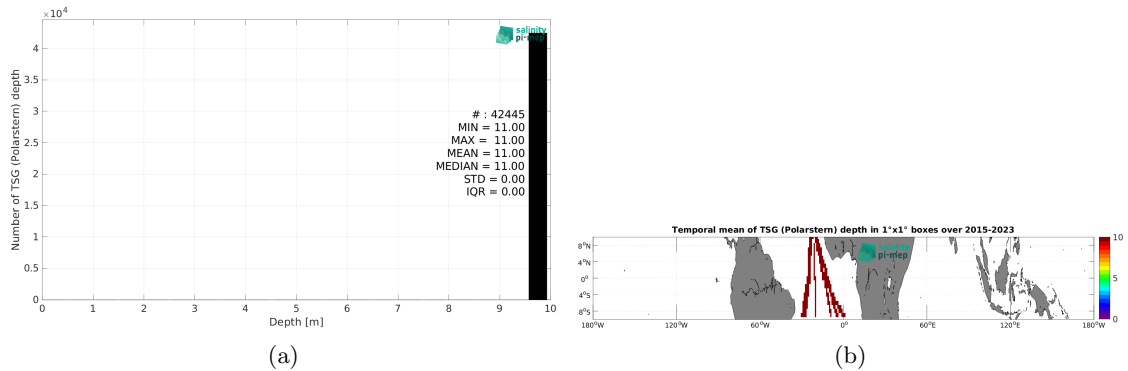 ×10⁴
4
3.5
3
2.5
2
1.5
1
0.5
0
Number of TSG (Polarstern) depth
salinity
pi-mep
# : 42445
MIN = 11.00
MAX = 11.00
MEAN = 11.00
MEDIAN = 11.00
STD = 0.00
IQR = 0.00
0 1 2 3 4 5 6 7 8 9 10
Depth [m]
(a)
Temporal mean of TSG (Polarstern) depth in 1°x1° boxes over 2015-2023
8°N
4°N
0°
4°S
8°S
salinity
pi-mep
180°W 120°W 60°W 0° 60°E 120°E 180°W
10
5
0
(b)